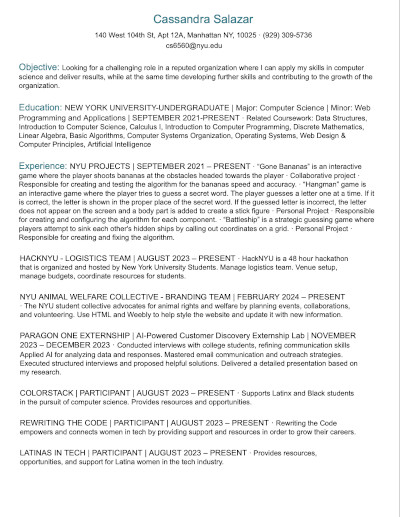 Cassandra Salazar
140 West 104th St, Apt 12A, Manhattan NY, 10025 · (929) 309-5736
cs6560@nyu.edu
Objective: Looking for a challenging role in a reputed organization where I can apply my skills in computer
science and deliver results, while at the same time developing further skills and contributing to the growth of the
organization.
Education: NEW YORK UNIVERSITY-UNDERGRADUATE | Major: Computer Science | Minor: Web
Programming and Applications | SEPTEMBER 2021-PRESENT · Related Coursework: Data Structures,
Introduction to Computer Science, Calculus I, Introduction to Computer Programming, Discrete Mathematics,
Linear Algebra, Basic Algorithms, Computer Systems Organization, Operating Systems, Web Design &
Computer Principles, Artificial Intelligence
Experience: NYU PROJECTS | SEPTEMBER 2021 – PRESENT · "Gone Bananas" is an interactive
game where the player shoots bananas at the obstacles headed towards the player · Collaborative project ·
Responsible for creating and testing the algorithm for the bananas speed and accuracy. · "Hangman" game is
an interactive game where the player tries to guess a secret word. The player guesses a letter one at a time. If it
is correct, the letter is shown in the proper place of the secret word. If the guessed letter is incorrect, the letter
does not appear on the screen and a body part is added to create a stick figure · Personal Project · Responsible
for creating and configuring the algorithm for each component. · "Battleship" is a strategic guessing game where
players attempt to sink each other's hidden ships by calling out coordinates on a grid. · Personal Project ·
Responsible for creating and fixing the algorithm.
HACKNYU - LOGISTICS TEAM | AUGUST 2023 – PRESENT · HackNYU is a 48 hour hackathon
that is organized and hosted by New York University Students. Manage logistics team. Venue setup,
manage budgets, coordinate resources for students.
NYU ANIMAL WELFARE COLLECTIVE - BRANDING TEAM | FEBRUARY 2024 – PRESENT
· The NYU student collective advocates for animal rights and welfare by planning events, collaborations,
and volunteering. Use HTML and Weebly to help style the website and update it with new information.
PARAGON ONE EXTERNSHIP | AI-Powered Customer Discovery Externship Lab | NOVEMBER
2023 – DECEMBER 2023 · Conducted interviews with college students, refining communication skills
Applied AI for analyzing data and responses. Mastered email communication and outreach strategies.
Executed structured interviews and proposed helpful solutions. Delivered a detailed presentation based on
my research.
COLORSTACK | PARTICIPANT | AUGUST 2023 – PRESENT · Supports Latinx and Black students
in the pursuit of computer science. Provides resources and opportunities.
REWRITING THE CODE | PARTICIPANT | AUGUST 2023 – PRESENT · Rewriting the Code
empowers and connects women in tech by providing support and resources in order to grow their careers.
LATINAS IN TECH | PARTICIPANT | AUGUST 2023 – PRESENT · Provides resources,
opportunities, and support for Latina women in the tech industry.